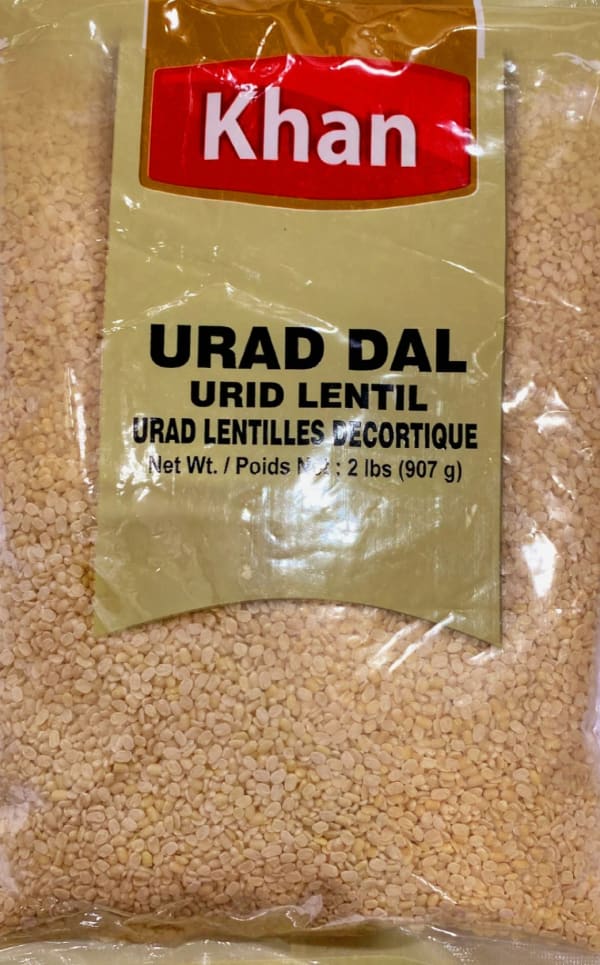 Khan
URAD DAL
URID LENTIL
URAD LENTILLES DECORTIQUE
Net Wt. / Poids : 2 lbs (907 g)